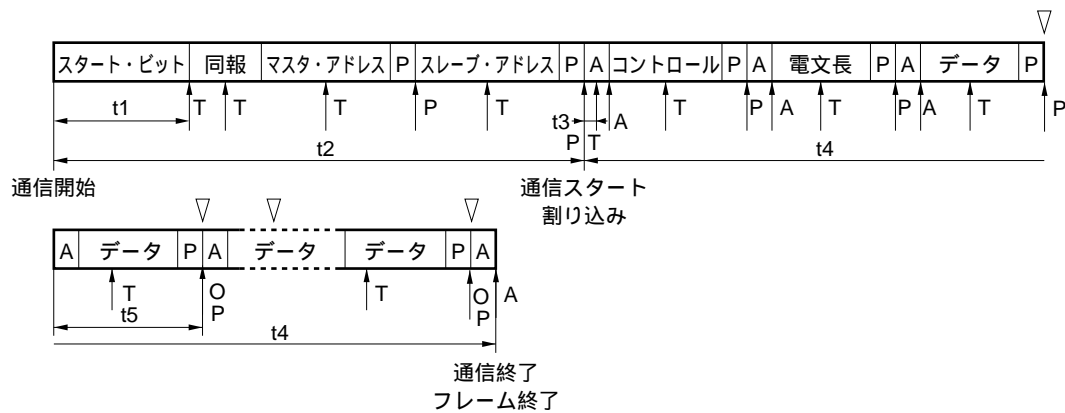 スタート・ビット 同報 マスタ・アドレス P スレーブ・アドレス P A コントロール P A 電文長 P A データ P
t1 T T T P T t3 A T P A T P A T P
P T
t2 t4
通信開始 通信スタート
割り込み
A データ P A データ データ P A
T O T O A
P P
t5
t4
通信終了
フレーム終了